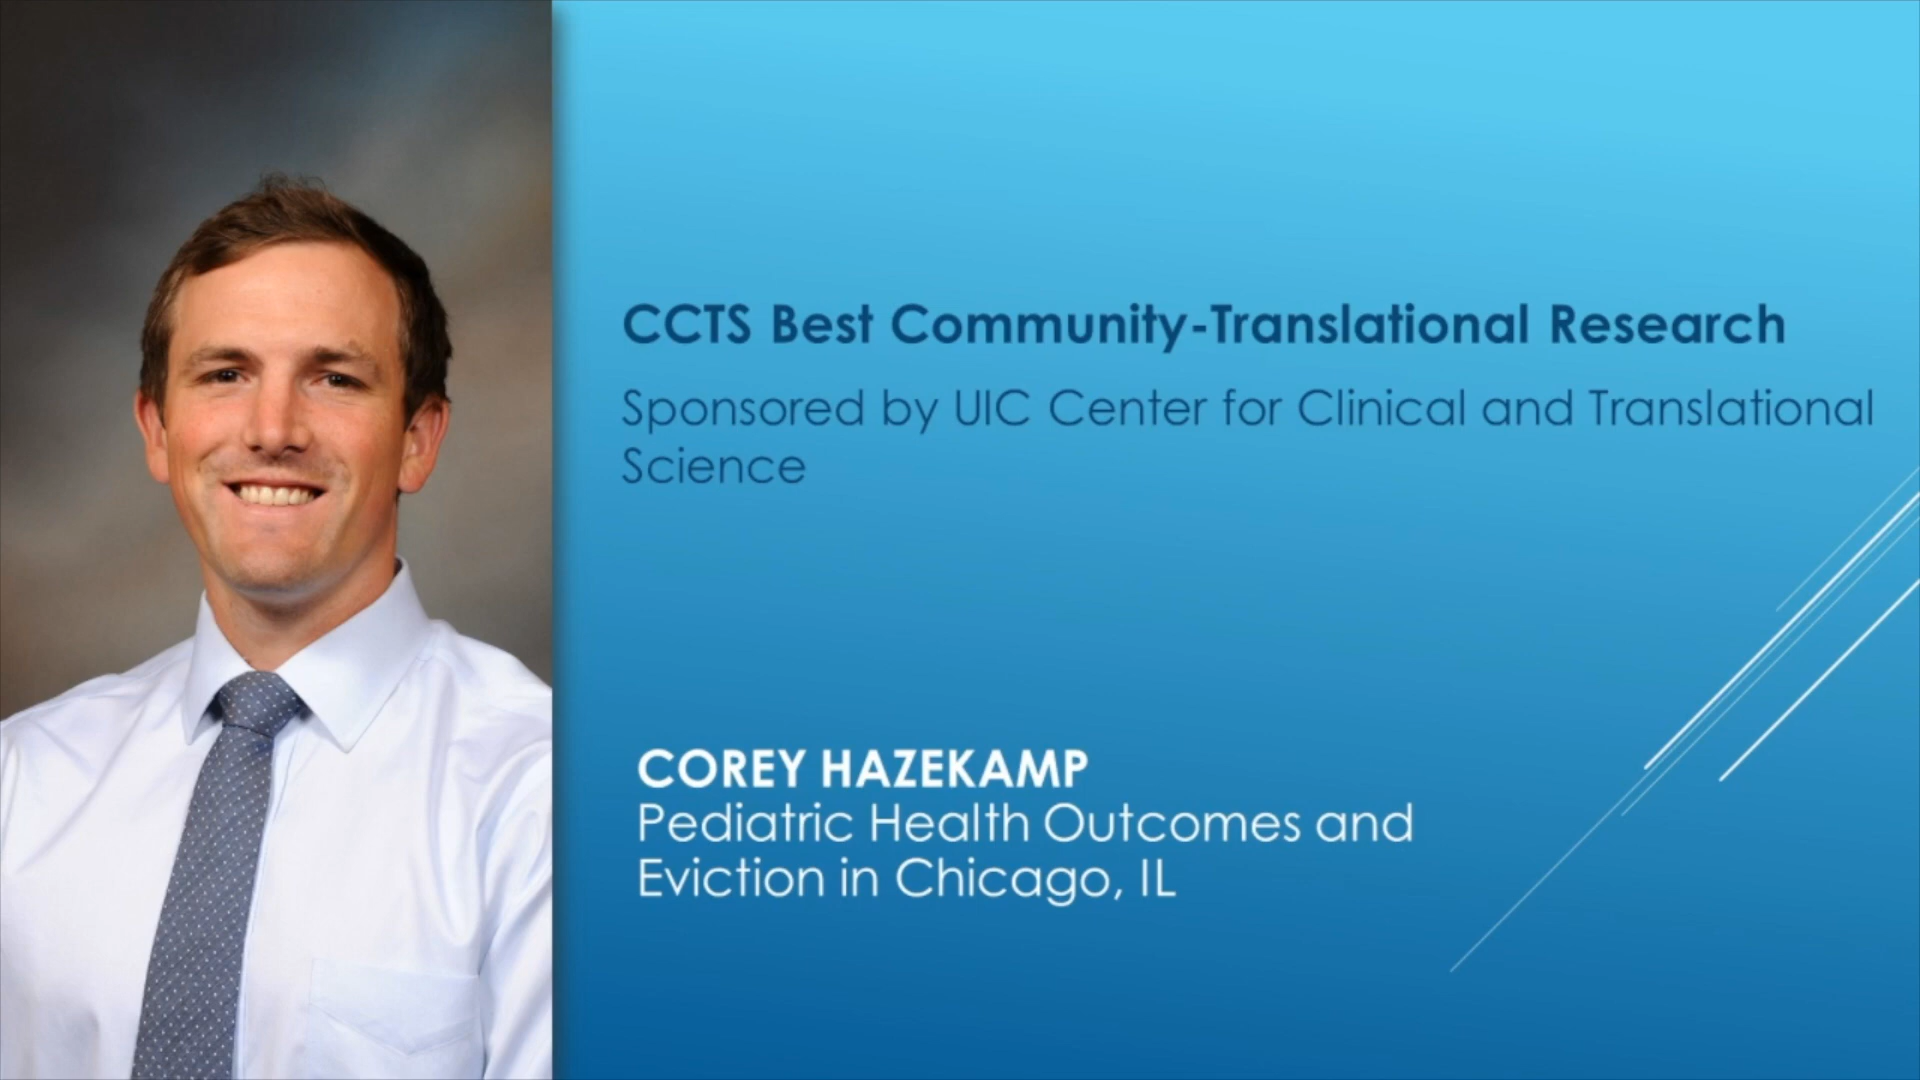 CCTS Best Community-Translational Research
Sponsored by UIC Center for Clinical and Translational
Science
COREY HAZEKAMP
Pediatric Health Outcomes and
Eviction in Chicago, IL